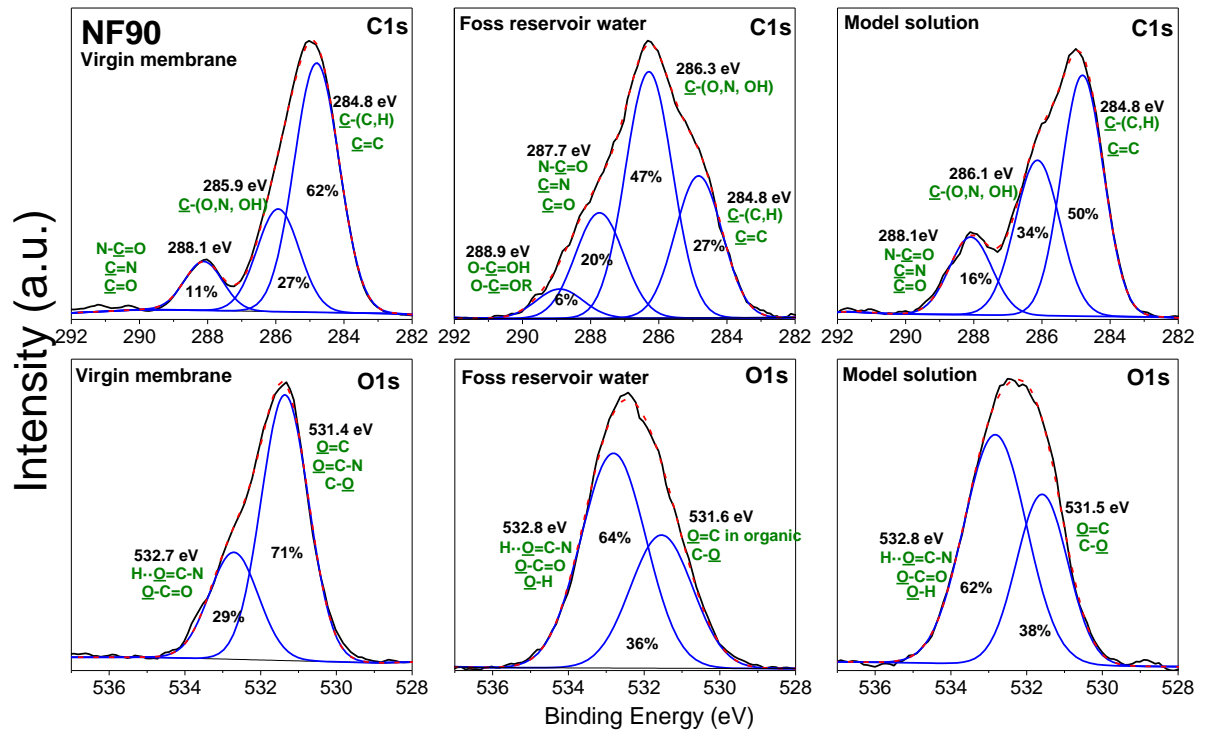 NF90
Virgin membrane
C1s
284.8 eV
C-(C,H)
C=C
62%
285.9 eV
C-(O,N, OH)
27%
288.1 eV
N-C=O
C=N
C=O
11%
292 290 288 286 284 282
Foss reservoir water
C1s
286.3 eV
C-(O,N, OH)
47%
287.7 eV
N-C=O
C=N
C=O
20%
284.8 eV
C-(C,H)
C=C
27%
288.9 eV
O-C=OH
O-C=OR
6%
292 290 288 286 284 282
Model solution
C1s
284.8 eV
C-(C,H)
C=C
50%
286.1 eV
C-(O,N, OH)
34%
288.1eV
N-C=O
C=N
C=O
16%
292 290 288 286 284 282
Intensity (a.u.)
Virgin membrane
O1s
531.4 eV
O=C
O=C-N
C-O
71%
532.7 eV
H··O=C-N
O-C=O
29%
536 534 532 530 528
Foss reservoir water
O1s
532.8 eV
H··O=C-N
O-C=O
O-H
64%
531.6 eV
O=C in organic
C-O
36%
536 534 532 530 528
Model solution
O1s
532.8 eV
H··O=C-N
O-C=O
O-H
62%
531.5 eV
O=C
C-O
38%
536 534 532 530 528
Binding Energy (eV)